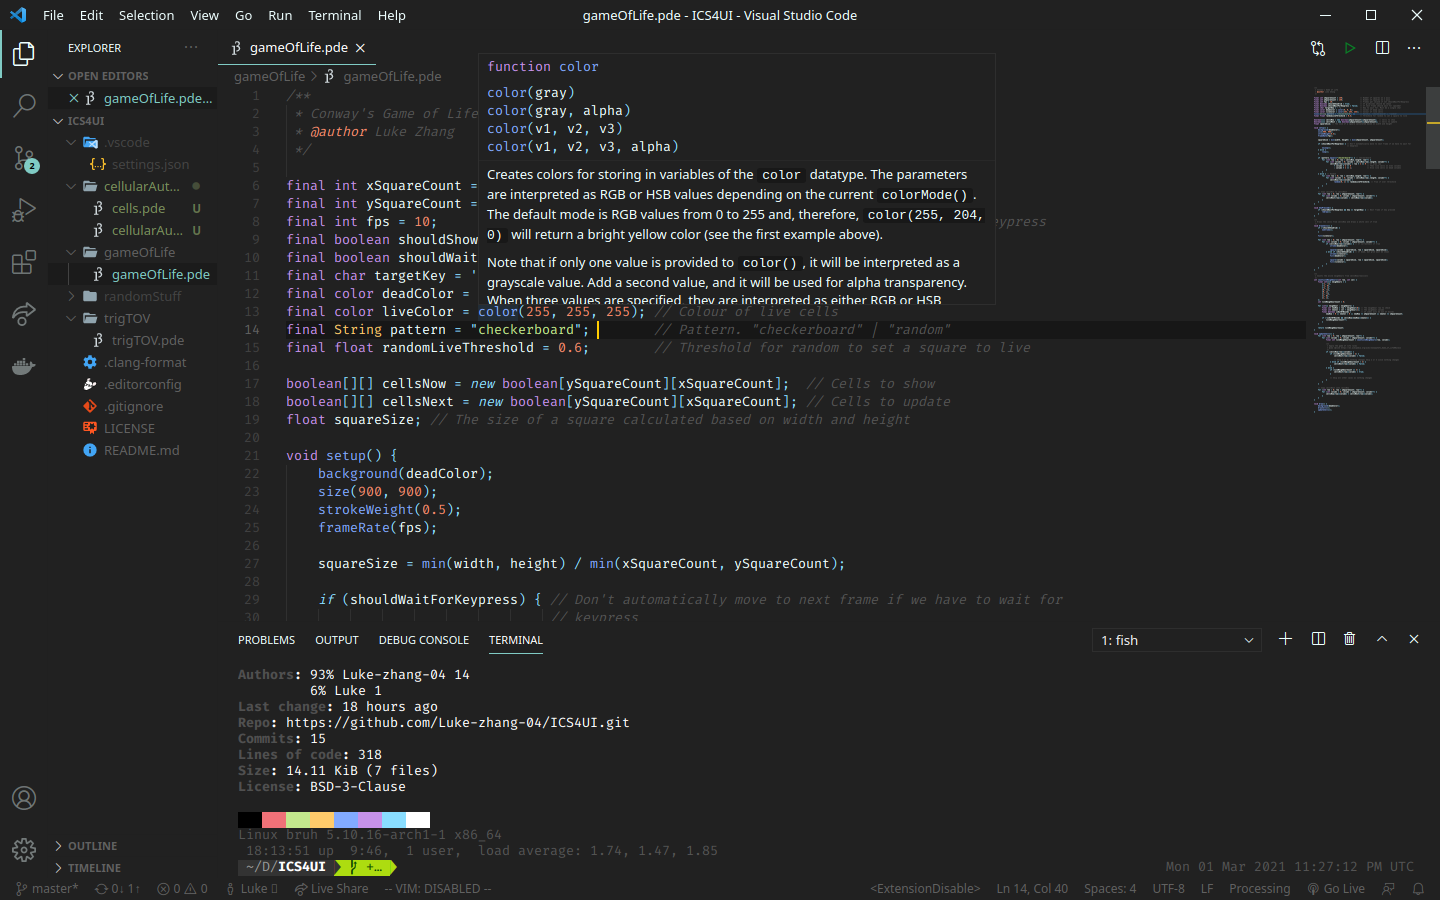 File Edit Selection View Go Run Terminal Help
gameOfLife.pde - ICS4UI - Visual Studio Code
EXPLORER
OPEN EDITORS
gameOfLife.pde...
ICS4UI
.vscode
settings.json
cellularAut...
cells.pde U
cellularAu... U
gameOfLife
gameOfLife.pde
randomStuff
trigTOV
trigTOV.pde
.clang-format
.editorconfig
.gitignore
LICENSE
README.md
OUTLINE
TIMELINE
2
gameOfLife.pde
gameOfLife > gameOfLife.pde
function color
color(gray)
color(gray, alpha)
color(v1, v2, v3)
color(v1, v2, v3, alpha)
Creates colors for storing in variables of the color datatype. The parameters
are interpreted as RGB or HSB values depending on the current colorMode() .
The default mode is RGB values from 0 to 255 and, therefore, color(255, 204,
0) will return a bright yellow color (see the first example above).
Note that if only one value is provided to color() , it will be interpreted as a
grayscale value. Add a second value, and it will be used for alpha transparency.
When three values are specified, they are interpreted as either RGB or HSB
1 /**
2 * Conway's Game of Life
3 * @author Luke Zhang
4 */
5
6 final int xSquareCount =
7 final int ySquareCount =
8 final int fps = 10; ypress
9 final boolean shouldShow
10 final boolean shouldWait
11 final char targetKey = '
12 final color deadColor =
13 final color liveColor = color(255, 255, 255); // Colour of live cells
14 final String pattern = "checkerboard"; // Pattern. "checkerboard" | "random"
15 final float randomLiveThreshold = 0.6; // Threshold for random to set a square to live
16
17 boolean[][] cellsNow = new boolean[ySquareCount][xSquareCount]; // Cells to show
18 boolean[][] cellsNext = new boolean[ySquareCount][xSquareCount]; // Cells to update
19 float squareSize; // The size of a square calculated based on width and height
20
21 void setup() {
22 background(deadColor);
23 size(900, 900);
24 strokeWeight(0.5);
25 frameRate(fps);
26
27 squareSize = min(width, height) / min(xSquareCount, ySquareCount);
28
29 if (shouldWaitForKeypress) { // Don't automatically move to next frame if we have to wait for
30 // keypress
PROBLEMS OUTPUT DEBUG CONSOLE TERMINAL
1: fish
Authors: 93% Luke-zhang-04 14
6% Luke 1
Last change: 18 hours ago
Repo: https://github.com/Luke-zhang-04/ICS4UI.git
Commits: 15
Lines of code: 318
Size: 14.11 KiB (7 files)
License: BSD-3-Clause
Linux bruh 5.10.16-arch1-1 x86_64
18:13:51 up 9:46, 1 user, load average: 1.74, 1.47, 1.85
~/D/ICS4UI +… Mon 01 Mar 2021 11:27:12 PM UTC
master* 0↓ 1↑ 0 0 Luke Live Share -- VIM: DISABLED -- <ExtensionDisable> Ln 14, Col 40 Spaces: 4 UTF-8 LF Processing Go Live